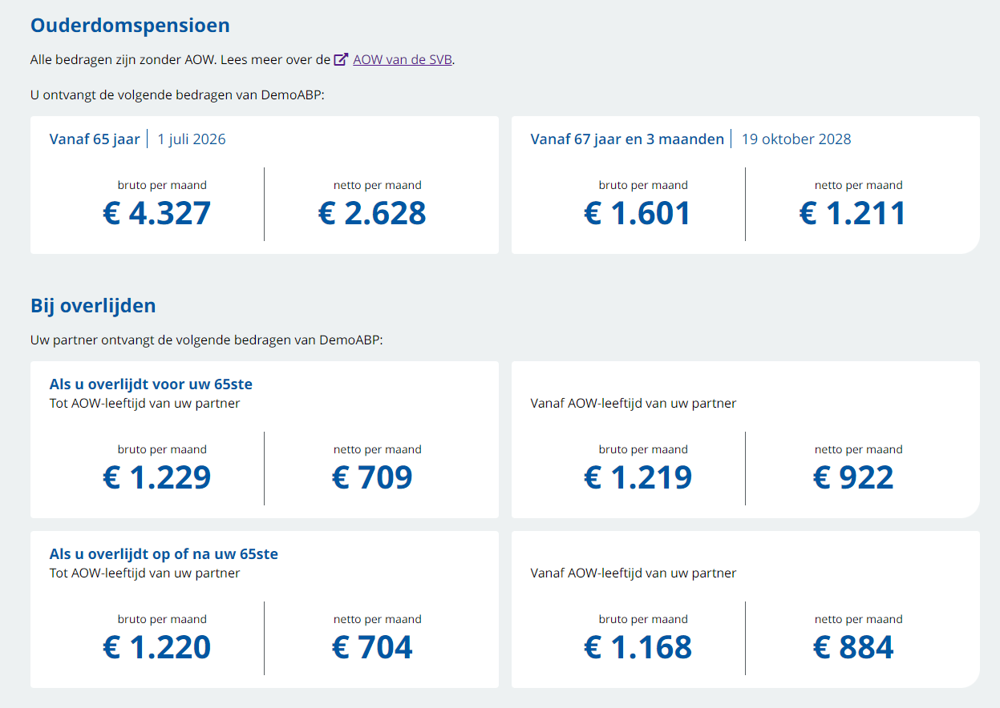 Ouderdomspensioen
Alle bedragen zijn zonder AOW. Lees meer over de AOW van de SVB.
U ontvangt de volgende bedragen van DemoABP:
Vanaf 65 jaar | 1 juli 2026
bruto per maand
€ 4.327
netto per maand
€ 2.628
Vanaf 67 jaar en 3 maanden | 19 oktober 2028
bruto per maand
€ 1.601
netto per maand
€ 1.211
Bij overlijden
Uw partner ontvangt de volgende bedragen van DemoABP:
Als u overlijdt voor uw 65ste
Tot AOW-leeftijd van uw partner
bruto per maand
€ 1.229
netto per maand
€ 709
Vanaf AOW-leeftijd van uw partner
bruto per maand
€ 1.219
netto per maand
€ 922
Als u overlijdt op of na uw 65ste
Tot AOW-leeftijd van uw partner
bruto per maand
€ 1.220
netto per maand
€ 704
Vanaf AOW-leeftijd van uw partner
bruto per maand
€ 1.168
netto per maand
€ 884